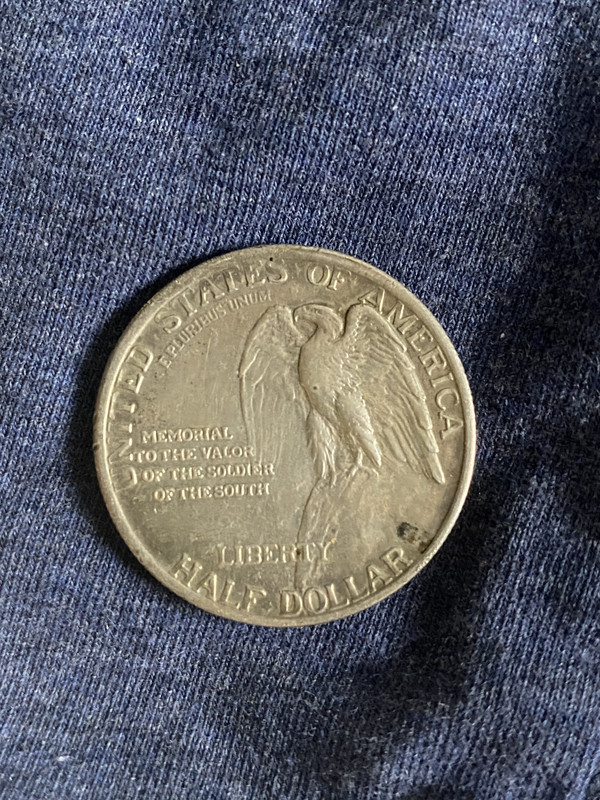 UNITED STATES OF AMERICA
E PLURIBUS UNUM
MEMORIAL
TO THE VALOR
OF THE SOLDIER
OF THE SOUTH
LIBERTY
HALF DOLLAR